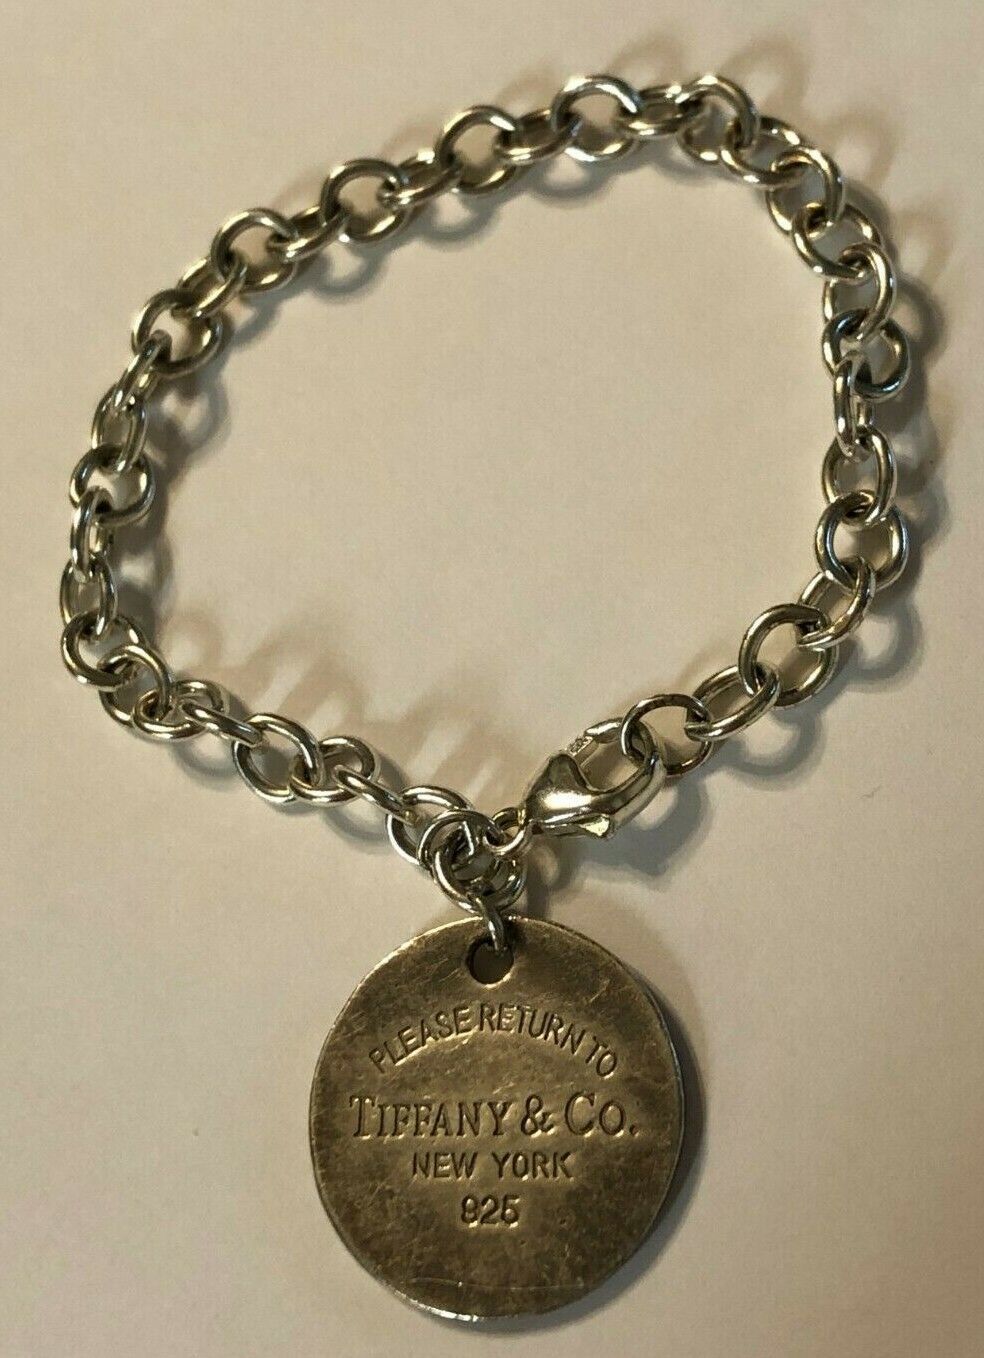 PLEASE RETURN TO
TIFFANY & CO.
NEW YORK
925